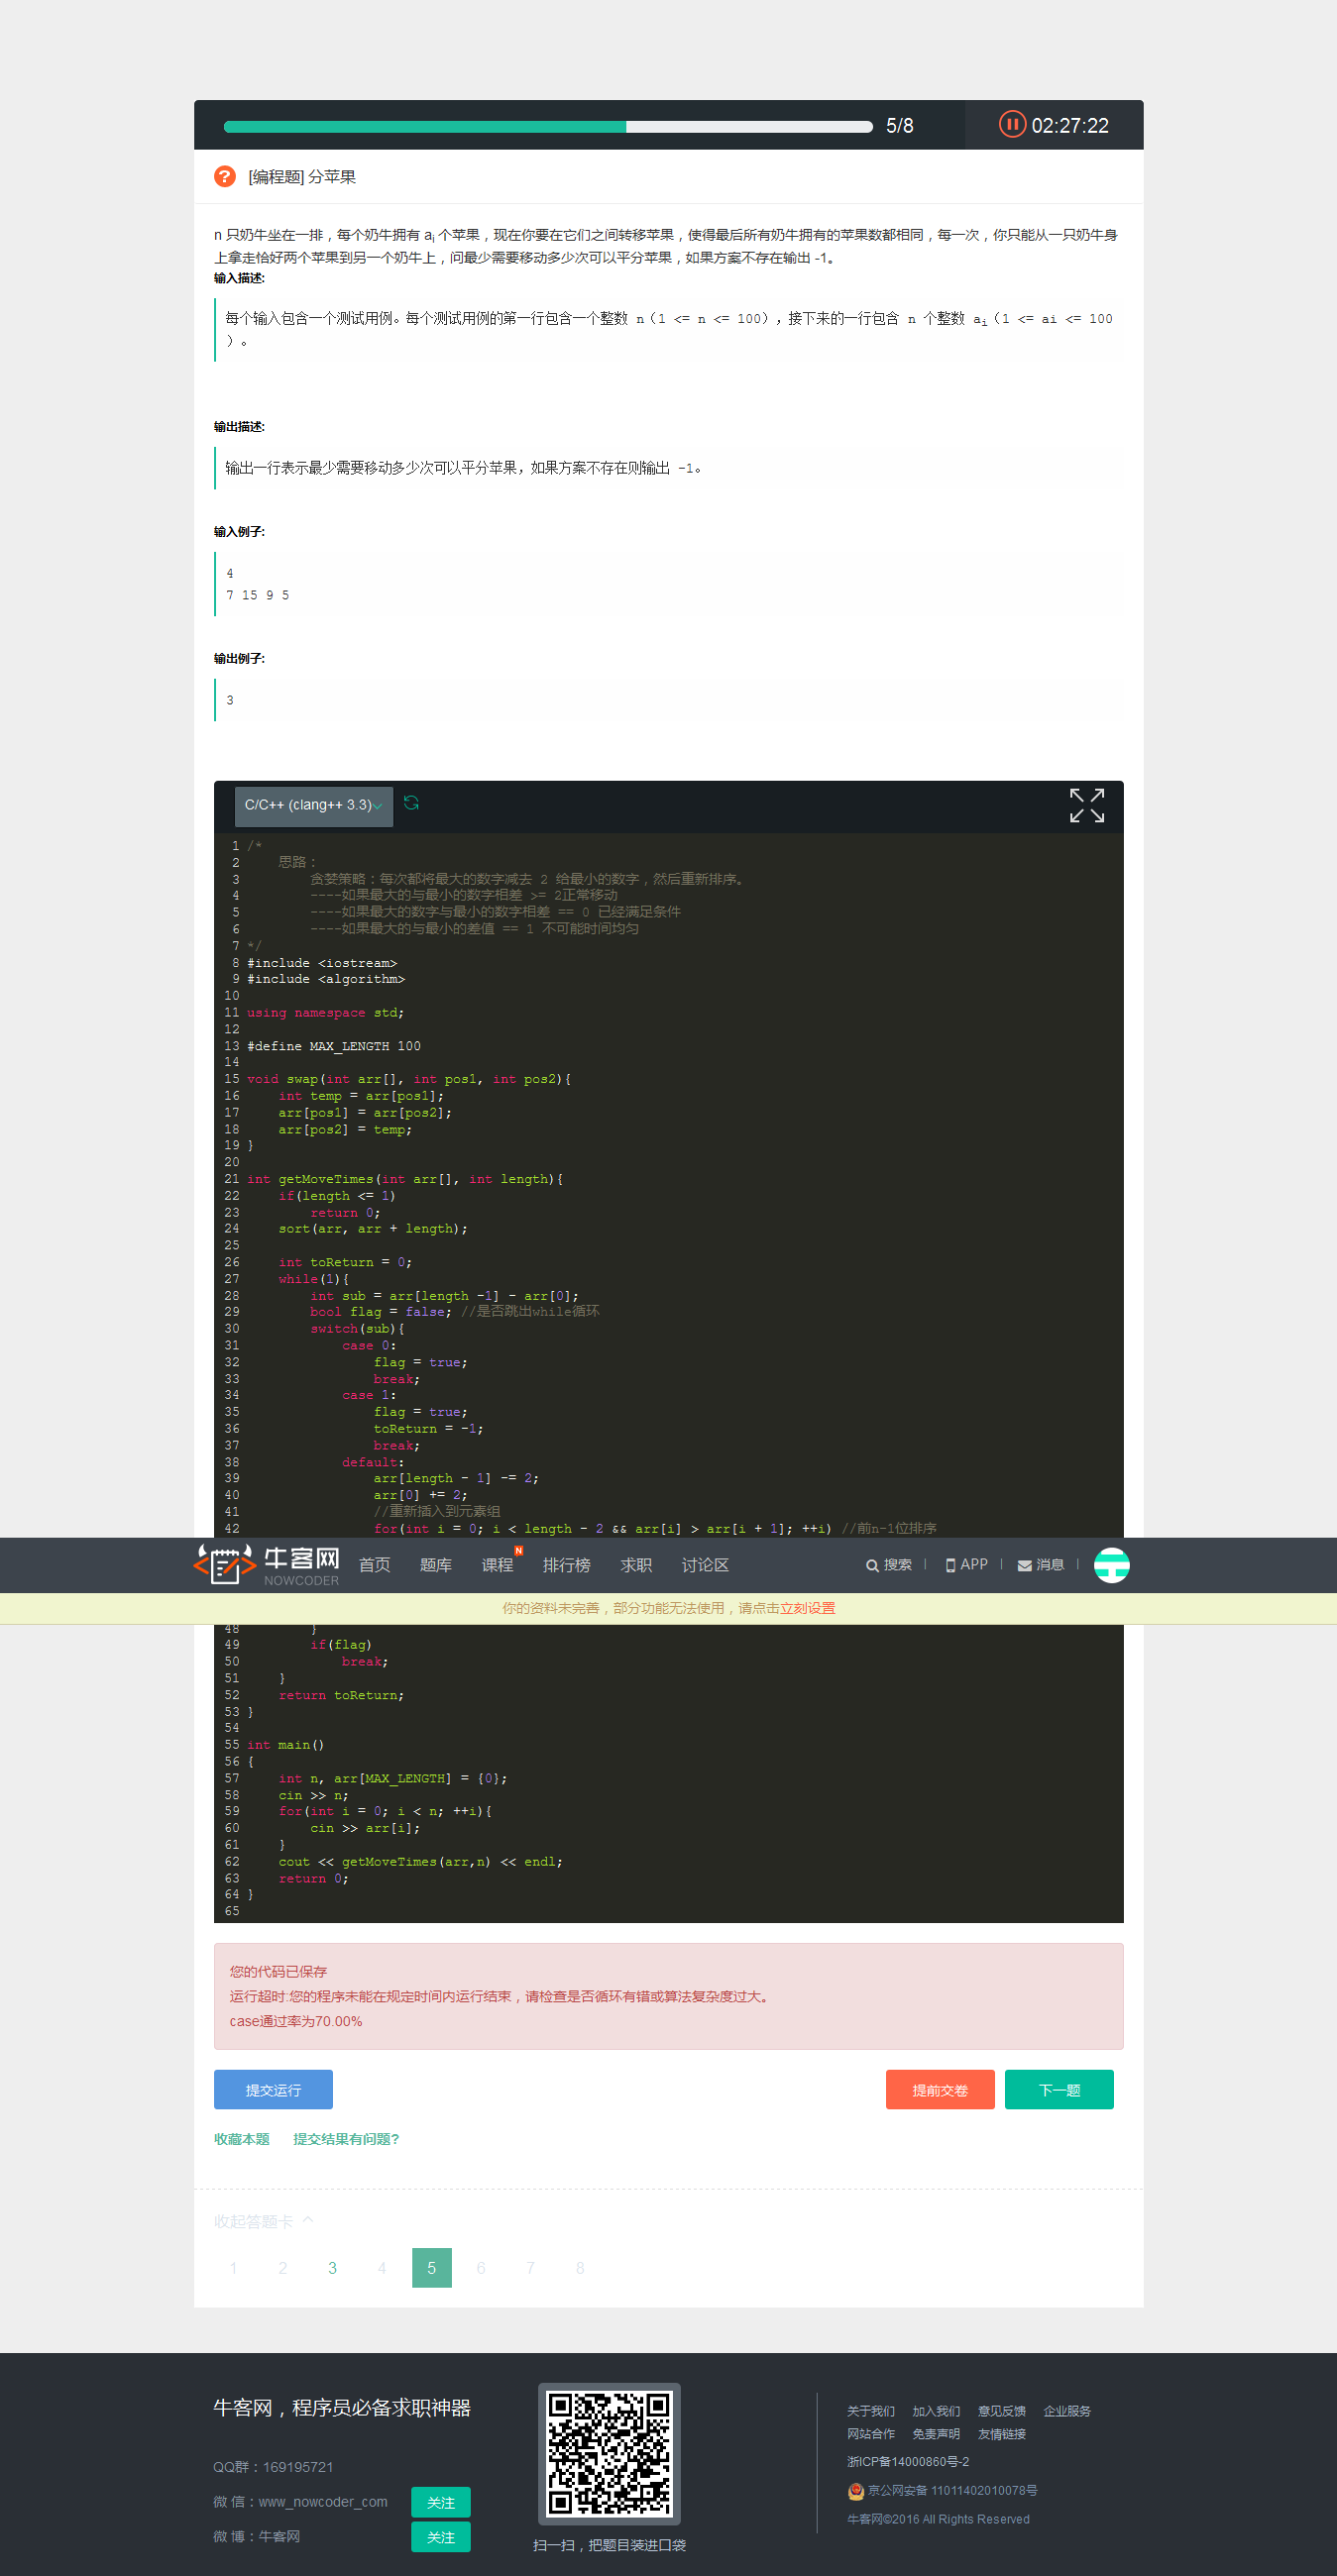 5/8
02:27:22
[编程题] 分苹果
n 只奶牛坐在一排，每个奶牛拥有 ai 个苹果，现在你要在它们之间转移苹果，使得最后所有奶牛拥有的苹果数都相同，每一次，你只能从一只奶牛身
上拿走恰好两个苹果到另一个奶牛上，问最少需要移动多少次可以平分苹果，如果方案不存在输出 -1。
输入描述:
每个输入包含一个测试用例。每个测试用例的第一行包含一个整数 n（1 <= n <= 100），接下来的一行包含 n 个整数 ai（1 <= ai <= 100
）。
输出描述:
输出一行表示最少需要移动多少次可以平分苹果，如果方案不存在则输出 -1。
输入例子:
4
7 15 9 5
输出例子:
3
C/C++ (clang++ 3.3)
1 /*
2     思路：
3         贪婪策略：每次都将最大的数字减去 2 给最小的数字，然后重新排序。
4         ----如果最大的与最小的数字相差 >= 2正常移动
5         ----如果最大的数字与最小的数字相差 == 0 已经满足条件
6         ----如果最大的与最小的差值 == 1 不可能时间均匀
7 */
8 #include <iostream>
9 #include <algorithm>
10
11 using namespace std;
12
13 #define MAX_LENGTH 100
14
15 void swap(int arr[], int pos1, int pos2){
16     int temp = arr[pos1];
17     arr[pos1] = arr[pos2];
18     arr[pos2] = temp;
19 }
20
21 int getMoveTimes(int arr[], int length){
22     if(length <= 1)
23         return 0;
24     sort(arr, arr + length);
25
26     int toReturn = 0;
27     while(1){
28         int sub = arr[length -1] - arr[0];
29         bool flag = false; //是否跳出while循环
30         switch(sub){
31             case 0:
32                 flag = true;
33                 break;
34             case 1:
35                 flag = true;
36                 toReturn = -1;
37                 break;
38             default:
39                 arr[length - 1] -= 2;
40                 arr[0] += 2;
41                 //重新插入到元素组
42                 for(int i = 0; i < length - 2 && arr[i] > arr[i + 1]; ++i) //前n-1位排序
牛客网 NOWCODER 首页 题库 课程 N 排行榜 求职 讨论区 搜索 | APP | 消息 |
你的资料未完善，部分功能无法使用，请点击立刻设置
48         }
49         if(flag)
50             break;
51     }
52     return toReturn;
53 }
54
55 int main()
56 {
57     int n, arr[MAX_LENGTH] = {0};
58     cin >> n;
59     for(int i = 0; i < n; ++i){
60         cin >> arr[i];
61     }
62     cout << getMoveTimes(arr,n) << endl;
63     return 0;
64 }
65
您的代码已保存
运行超时:您的程序未能在规定时间内运行结束，请检查是否循环有错或算法复杂度过大。
case通过率为70.00%
提交运行 提前交卷 下一题
收藏本题 提交结果有问题?
收起答题卡
1 2 3 4 5 6 7 8
牛客网，程序员必备求职神器
QQ群：169195721
微 信：www_nowcoder_com 关注
微 博：牛客网 关注
扫一扫，把题目装进口袋
关于我们 加入我们 意见反馈 企业服务
网站合作 免责声明 友情链接
浙ICP备14000860号-2
京公网安备 11011402010078号
牛客网©2016 All Rights Reserved